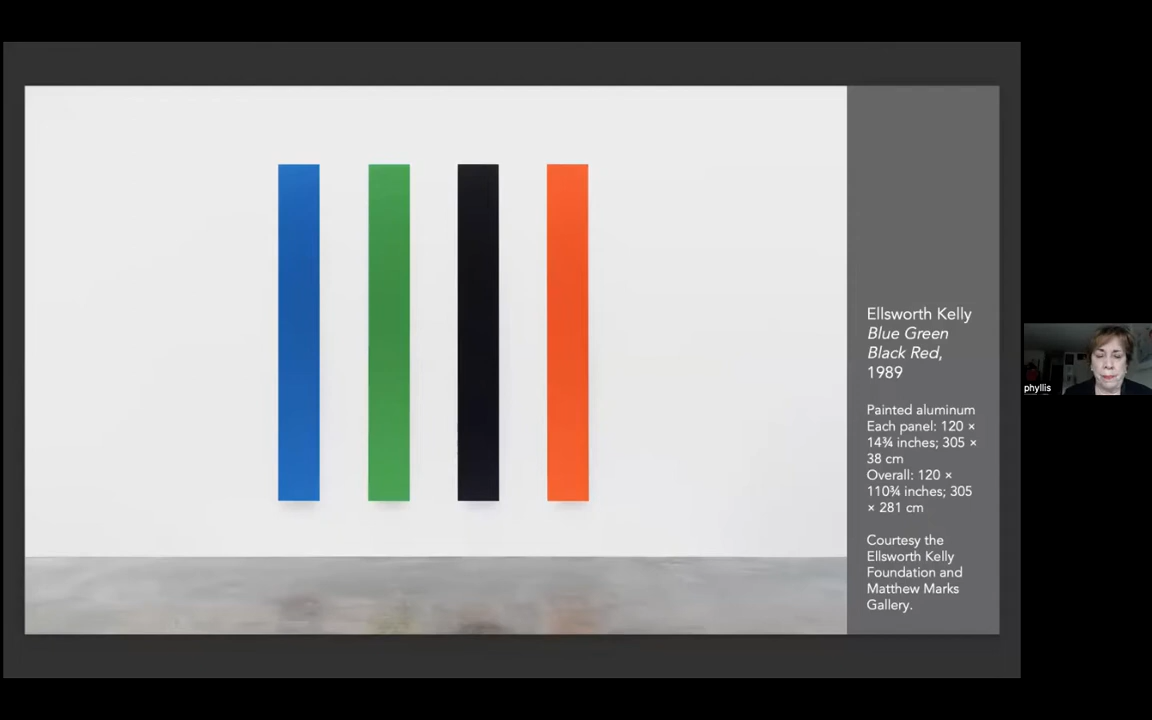 Ellsworth Kelly
Blue Green
Black Red,
1989
Painted aluminum
Each panel: 120 ×
14¾ inches; 305 ×
38 cm
Overall: 120 ×
110¾ inches; 305
× 281 cm
Courtesy the
Ellsworth Kelly
Foundation and
Matthew Marks
Gallery.
phyllis